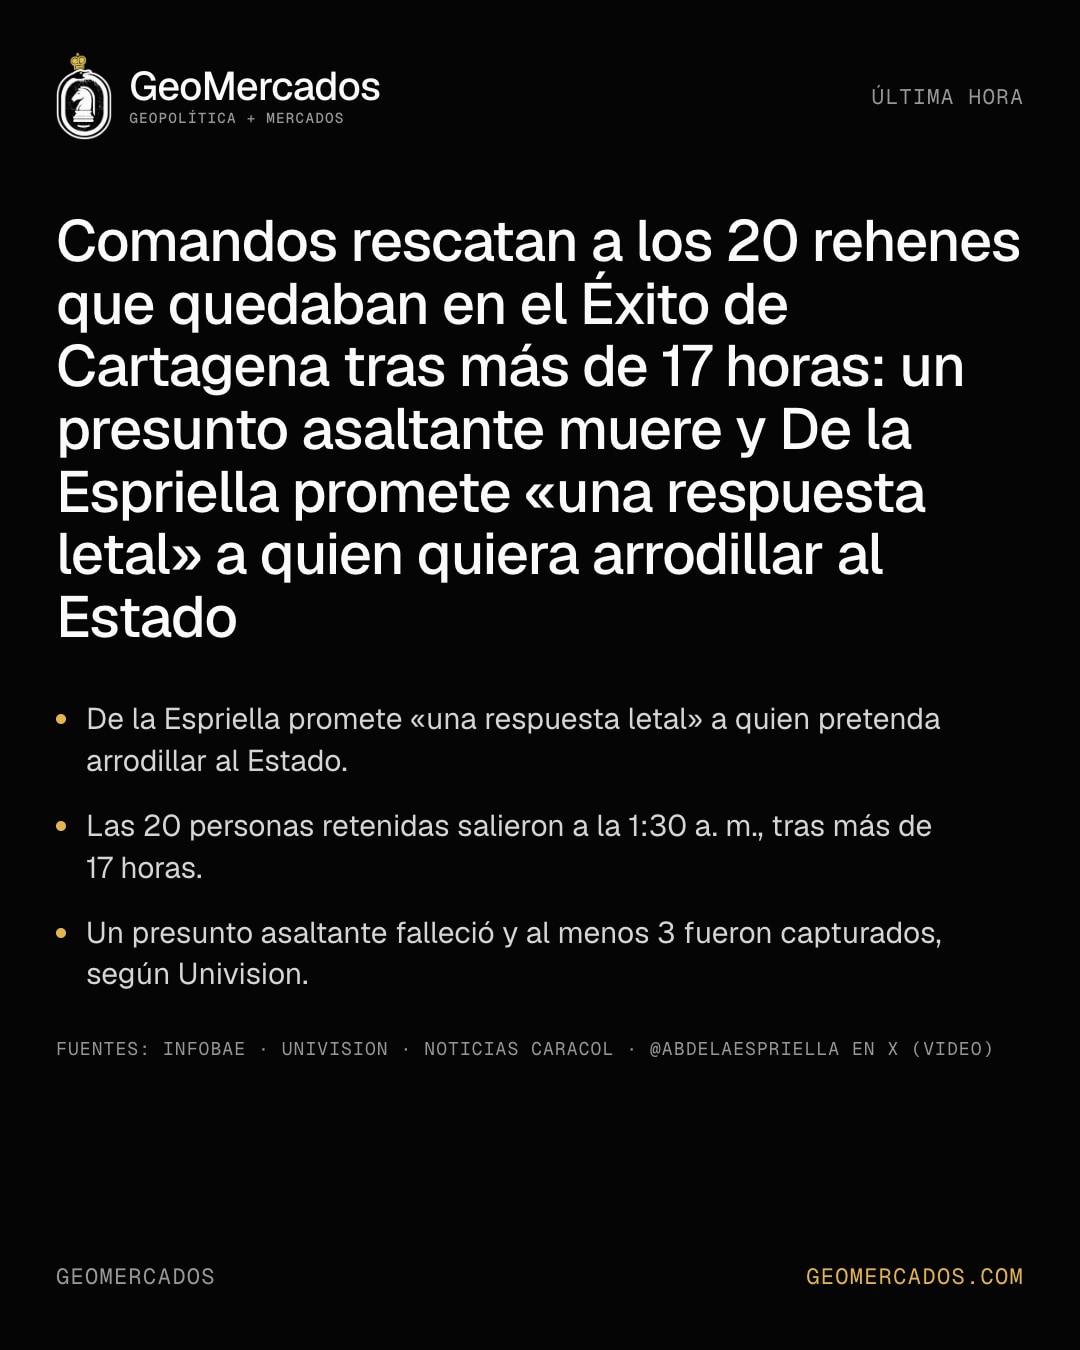 GeoMercados
GEOPOLÍTICA + MERCADOS
ÚLTIMA HORA
Comandos rescatan a los 20 rehenes
que quedaban en el Éxito de
Cartagena tras más de 17 horas: un
presunto asaltante muere y De la
Espriella promete «una respuesta
letal» a quien quiera arrodillar al
Estado
• De la Espriella promete «una respuesta letal» a quien pretenda
arrodillar al Estado.
• Las 20 personas retenidas salieron a la 1:30 a. m., tras más de
17 horas.
• Un presunto asaltante falleció y al menos 3 fueron capturados,
según Univision.
FUENTES: INFOBAE · UNIVISION · NOTICIAS CARACOL · @ABDELAESPRIELLA EN X (VIDEO)
GEOMERCADOS
GEOMERCADOS.COM